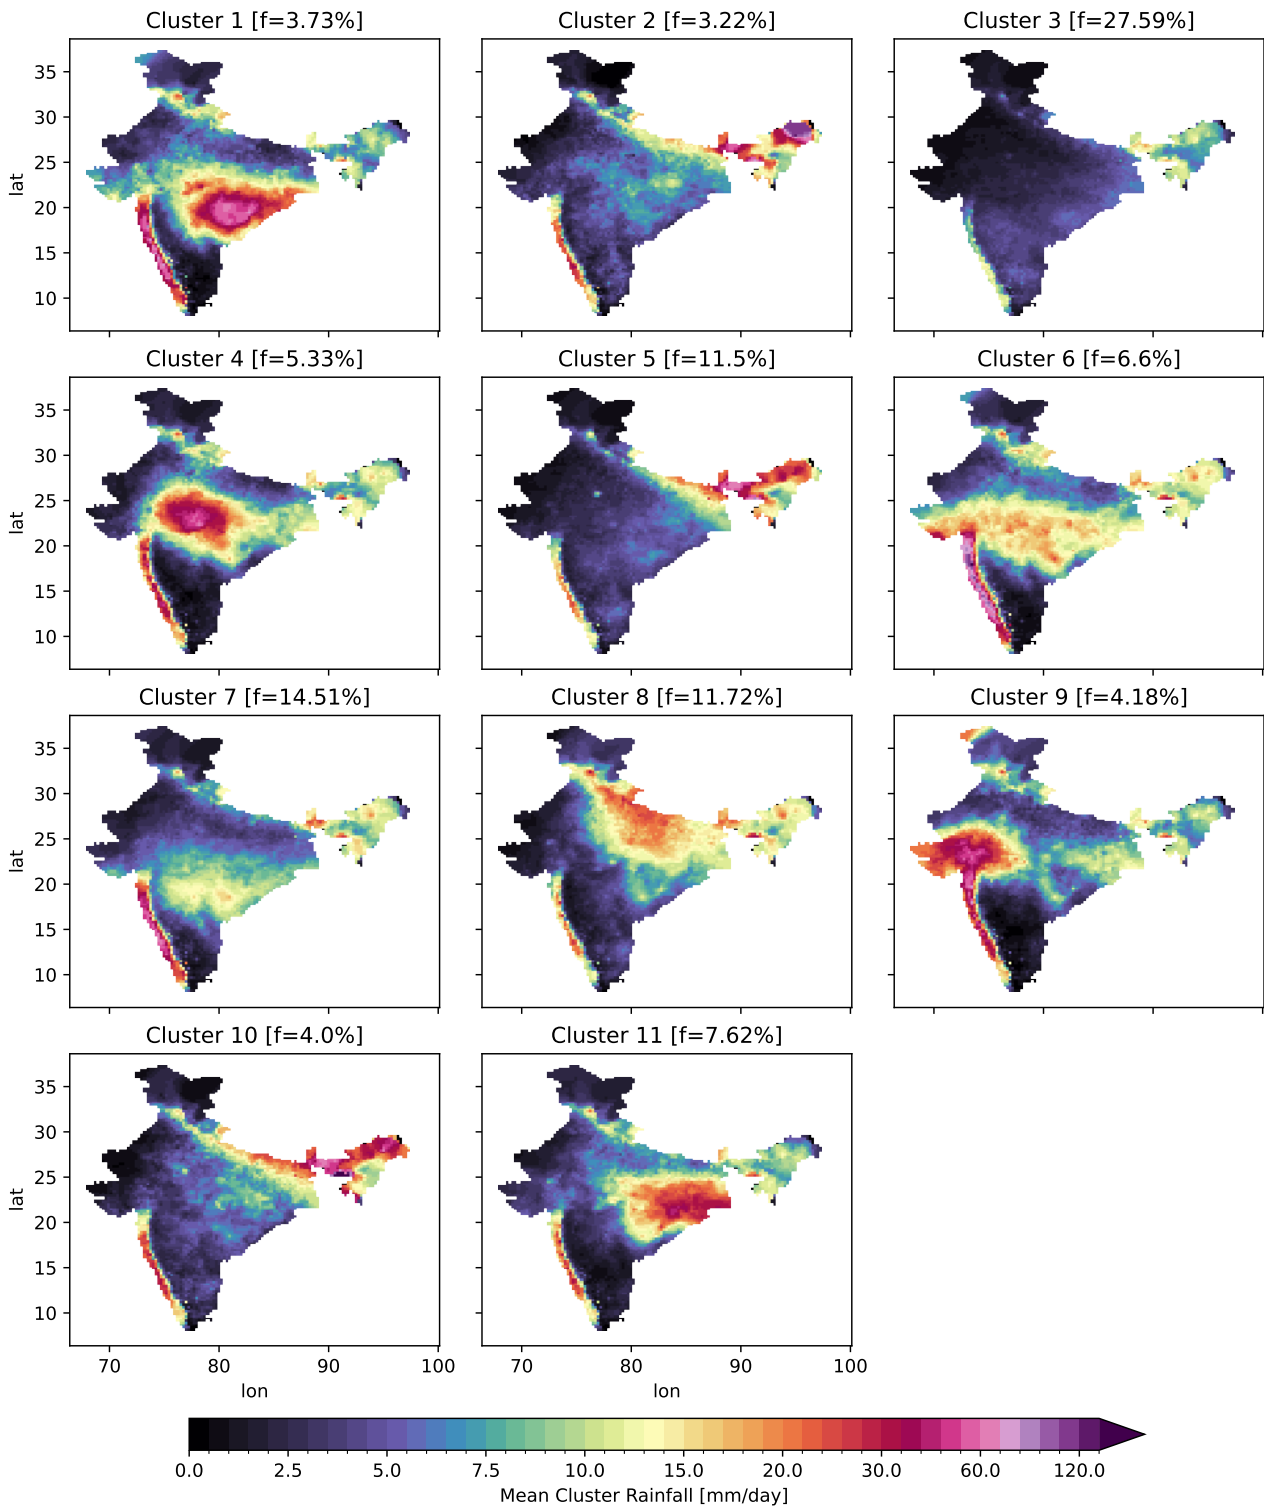 Cluster 1 [f=3.73%]
Cluster 2 [f=3.22%]
Cluster 3 [f=27.59%]
35
30
25
20
15
10
lat
Cluster 4 [f=5.33%]
Cluster 5 [f=11.5%]
Cluster 6 [f=6.6%]
35
30
25
20
15
10
lat
Cluster 7 [f=14.51%]
Cluster 8 [f=11.72%]
Cluster 9 [f=4.18%]
35
30
25
20
15
10
lat
Cluster 10 [f=4.0%]
Cluster 11 [f=7.62%]
35
30
25
20
15
10
lat
70 80 90 100
lon
70 80 90 100
lon
0.0 2.5 5.0 7.5 10.0 15.0 20.0 30.0 60.0 120.0
Mean Cluster Rainfall [mm/day]